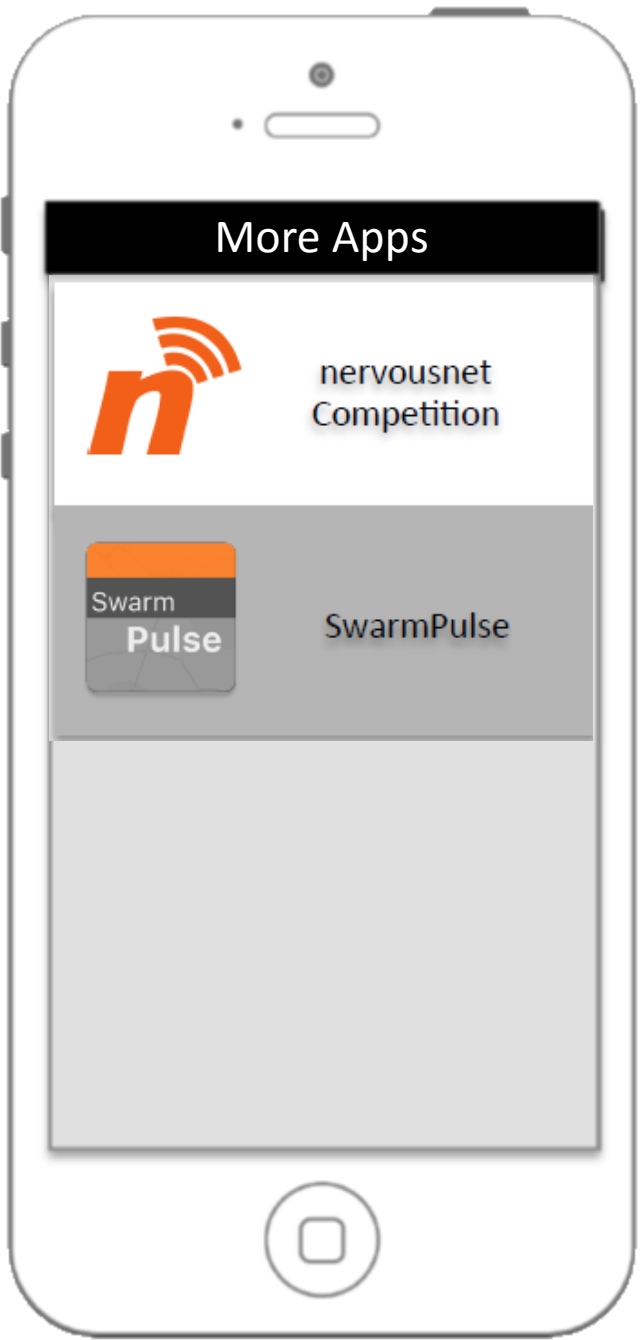 More Apps
nervousnet
Competition
Swarm
Pulse
SwarmPulse